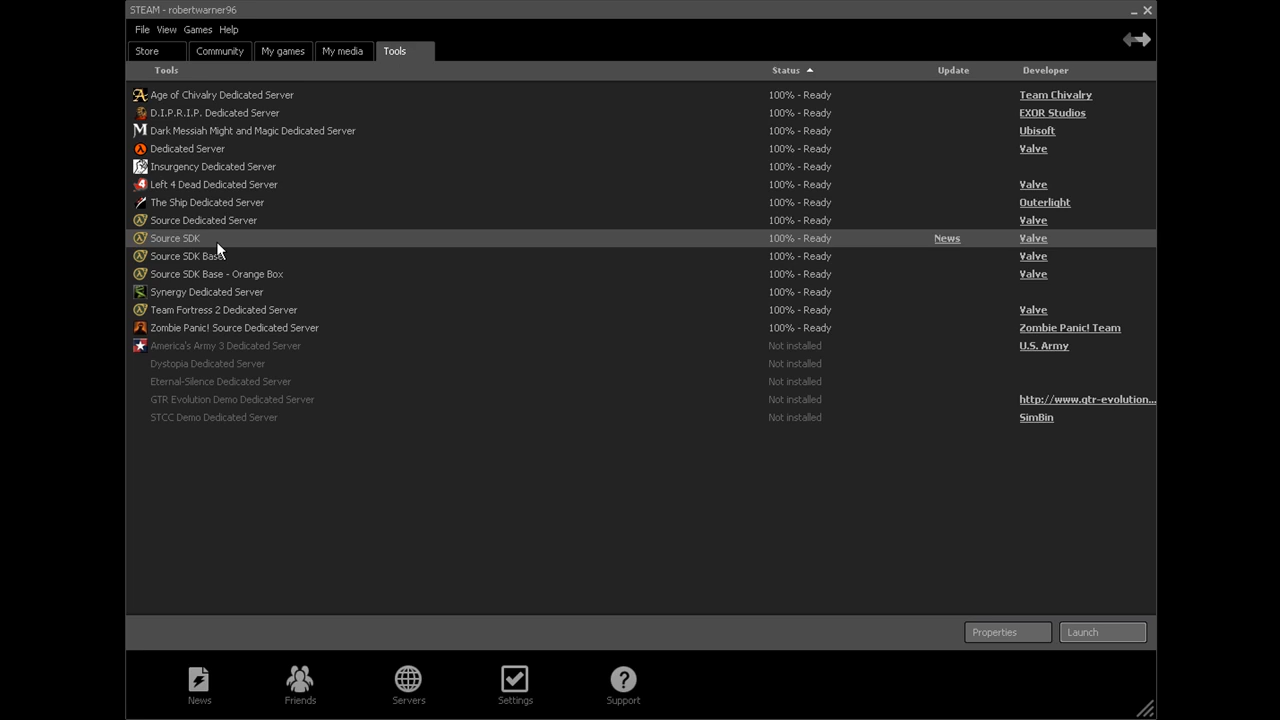 STEAM - robertwarner96
File View Games Help
Store Community My games My media Tools
Tools Status Update Developer
Age of Chivalry Dedicated Server 100% - Ready Team Chivalry
D.I.P.R.I.P. Dedicated Server 100% - Ready EXOR Studios
Dark Messiah Might and Magic Dedicated Server 100% - Ready Ubisoft
Dedicated Server 100% - Ready Valve
Insurgency Dedicated Server 100% - Ready
Left 4 Dead Dedicated Server 100% - Ready Valve
The Ship Dedicated Server 100% - Ready Outerlight
Source Dedicated Server 100% - Ready Valve
Source SDK 100% - Ready News Valve
Source SDK Base 100% - Ready Valve
Source SDK Base - Orange Box 100% - Ready Valve
Synergy Dedicated Server 100% - Ready
Team Fortress 2 Dedicated Server 100% - Ready Valve
Zombie Panic! Source Dedicated Server 100% - Ready Zombie Panic! Team
America's Army 3 Dedicated Server Not installed U.S. Army
Dystopia Dedicated Server Not installed
Eternal-Silence Dedicated Server Not installed
GTR Evolution Demo Dedicated Server Not installed http://www.gtr-evolution...
STCC Demo Dedicated Server Not installed SimBin
Properties Launch
News Friends Servers Settings Support